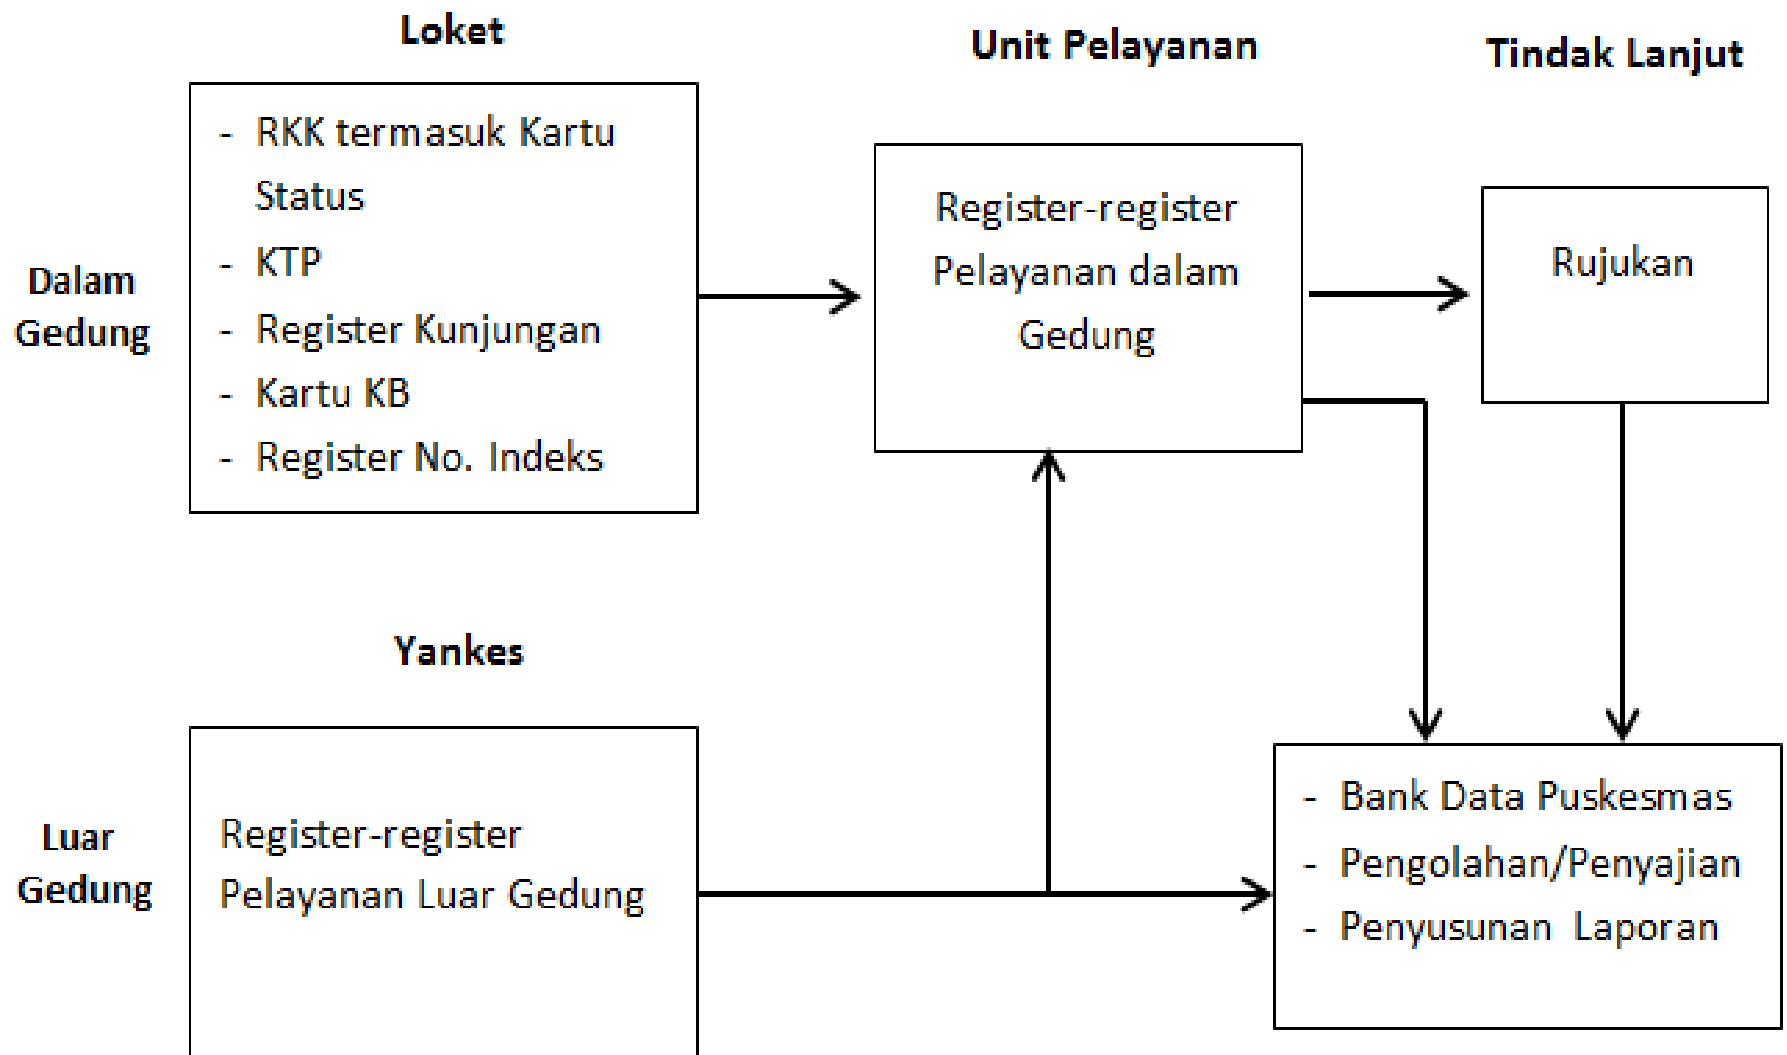 Loket
Unit Pelayanan
Tindak Lanjut
Dalam
Gedung
- RKK termasuk Kartu
Status
- KTP
- Register Kunjungan
- Kartu KB
- Register No. Indeks
Register-register
Pelayanan dalam
Gedung
Rujukan
Yankes
Luar
Gedung
Register-register
Pelayanan Luar Gedung
- Bank Data Puskesmas
- Pengolahan/Penyajian
- Penyusunan Laporan